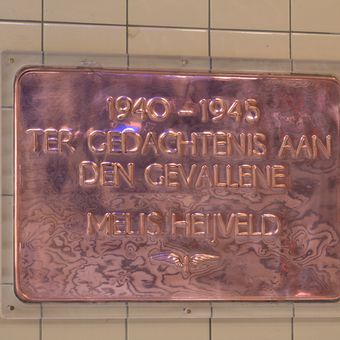 1940 - 1945
TER GEDACHTENIS AAN
DEN GEVALLENE
MELIS HEIJVELD